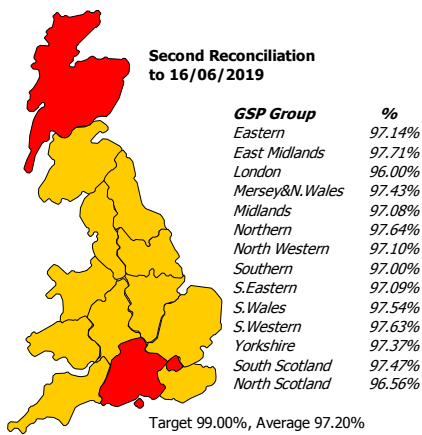 Second Reconciliation
to 16/06/2019
GSP Group %
Eastern 97.14%
East Midlands 97.71%
London 96.00%
Mersey&N.Wales 97.43%
Midlands 97.08%
Northern 97.64%
North Western 97.10%
Southern 97.00%
S.Eastern 97.09%
S.Wales 97.54%
S.Western 97.63%
Yorkshire 97.37%
South Scotland 97.47%
North Scotland 96.56%
Target 99.00%, Average 97.20%